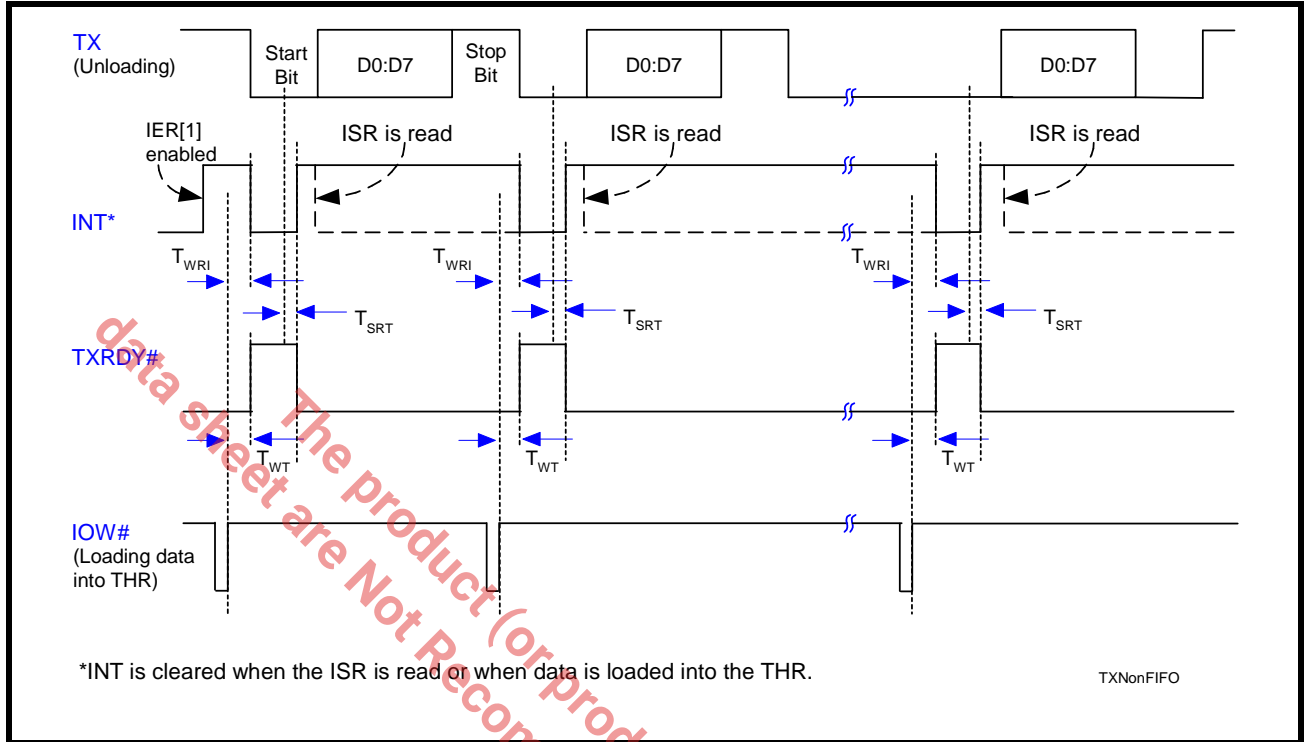 TX
(Unloading)
Start
Bit
D0:D7
Stop
Bit
D0:D7
D0:D7
IER[1]
enabled
ISR is read
ISR is read
ISR is read
INT*
TWRI
TWRI
TWRI
TSRT
TSRT
TSRT
TXRDY#
TWT
TWT
TWT
IOW#
(Loading data
into THR)
*INT is cleared when the ISR is read or when data is loaded into the THR.
TXNonFIFO
The product (or prod
data sheet are Not Recon